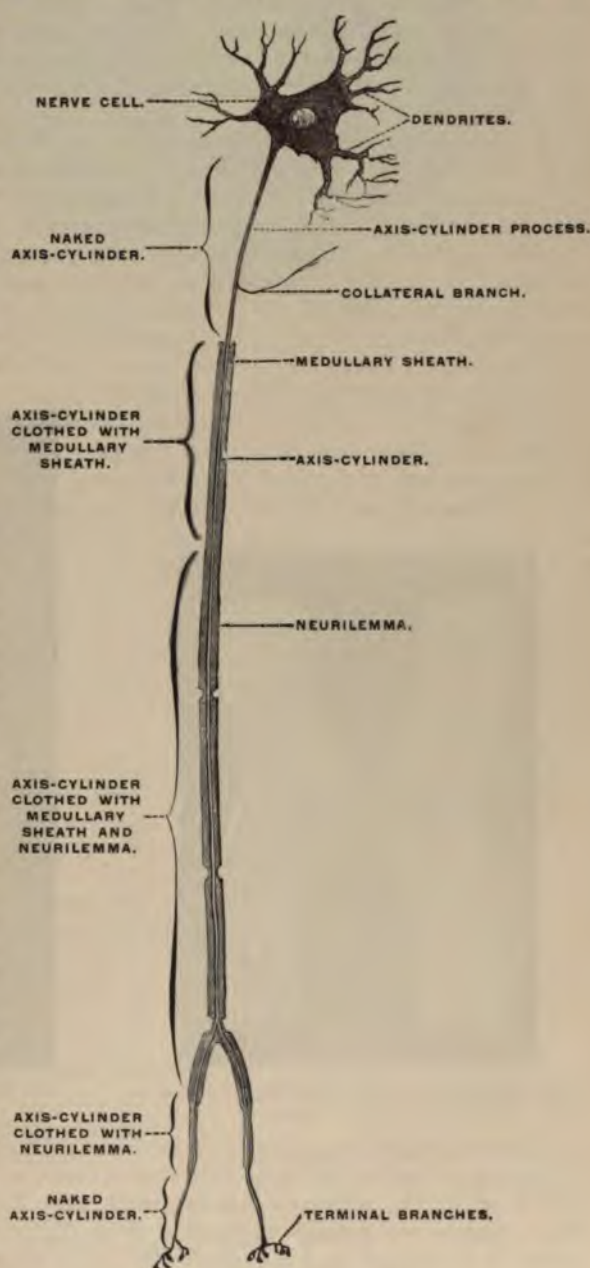 NERVE CELL.
DENDRITES.
NAKED
AXIS-CYLINDER.
AXIS-CYLINDER PROCESS.
COLLATERAL BRANCH.
MEDULLARY SHEATH.
AXIS-CYLINDER
CLOTHED WITH
MEDULLARY
SHEATH.
AXIS-CYLINDER.
NEURILEMMA.
AXIS-CYLINDER
CLOTHED WITH
MEDULLARY
SHEATH AND
NEURILEMMA.
AXIS-CYLINDER
CLOTHED WITH
NEURILEMMA.
NAKED
AXIS-CYLINDER.
TERMINAL BRANCHES.